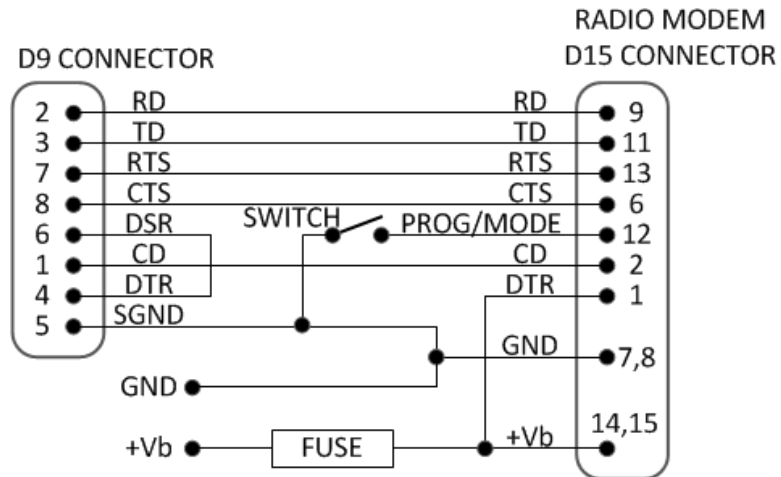 RADIO MODEM
D9 CONNECTOR D15 CONNECTOR
2 RD RD 9
3 TD TD 11
7 RTS RTS 13
8 CTS CTS 6
6 DSR SWITCH PROG/MODE 12
1 CD CD 2
4 DTR DTR 1
5 SGND
GND 7,8
GND
14,15
+Vb FUSE +Vb